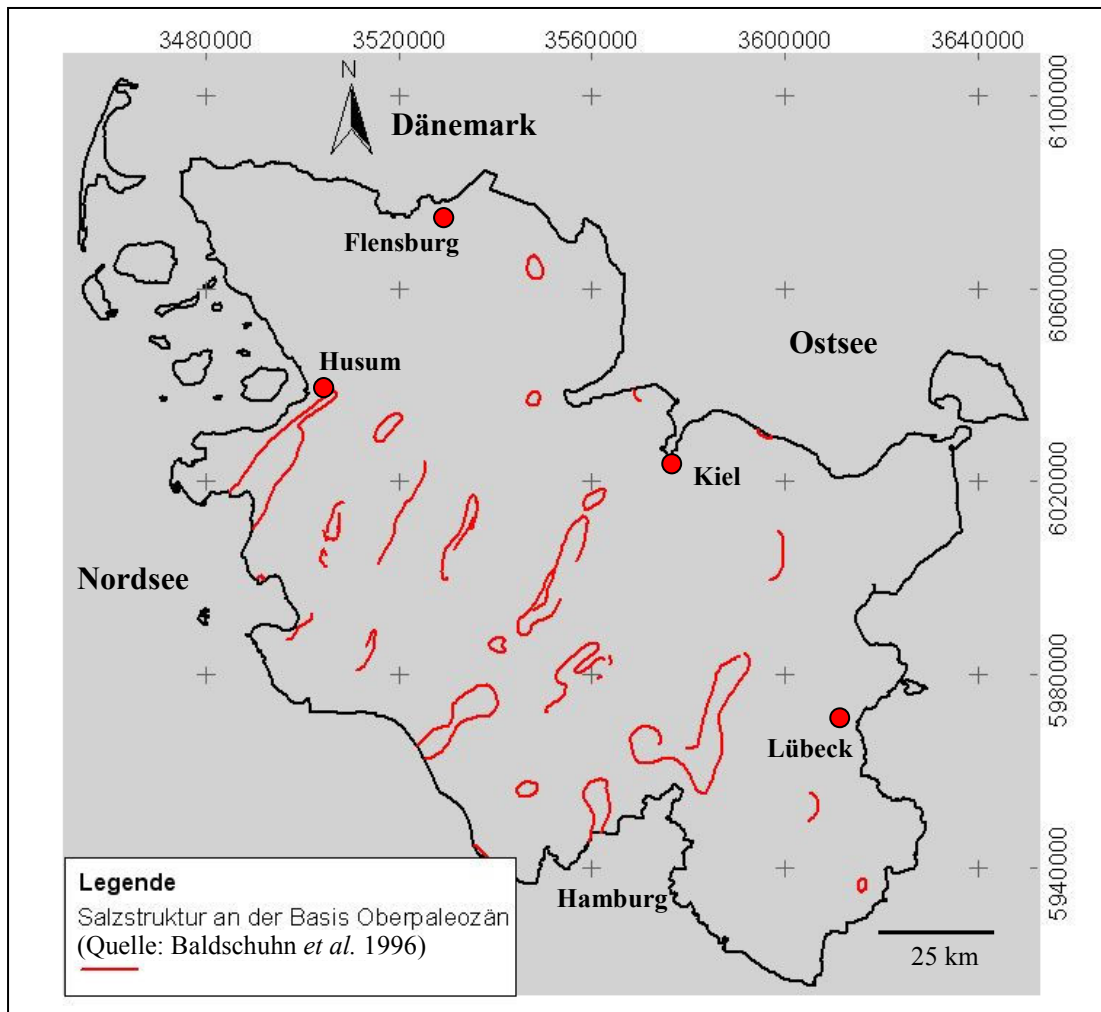 3480000 3520000 3560000 3600000 3640000
N
Dänemark
6100000
Flensburg
6060000
Ostsee
Husum
Kiel
6020000
Nordsee
5980000
Lübeck
Legende
Salzstruktur an der Basis Oberpaleozän
(Quelle: Baldschuhn et al. 1996)
Hamburg
5940000
25 km